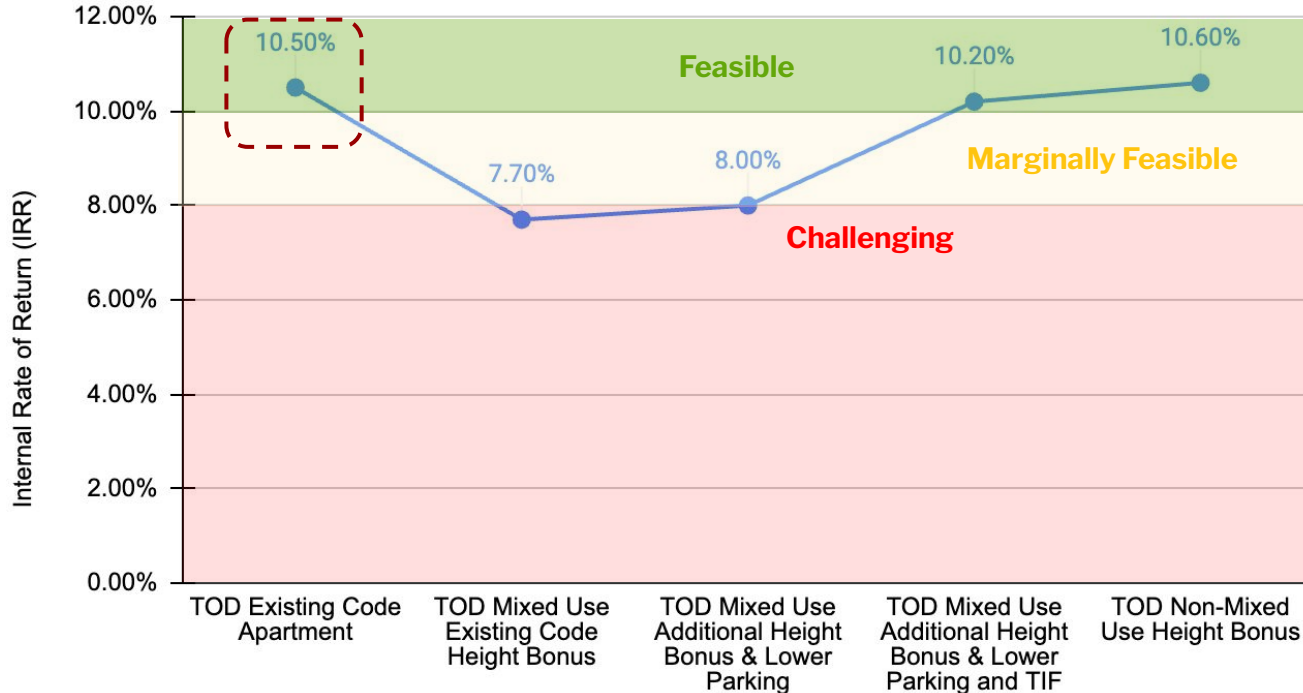 12.00%
10.50%
Feasible
10.20%
10.60%
10.00%
7.70%
8.00%
Marginally Feasible
8.00%
Challenging
6.00%
4.00%
2.00%
0.00%
Internal Rate of Return (IRR)
TOD Existing Code
Apartment
TOD Mixed Use
Existing Code
Height Bonus
TOD Mixed Use
Additional Height
Bonus & Lower
Parking
TOD Mixed Use
Additional Height
Bonus & Lower
Parking and TIF
TOD Non-Mixed
Use Height Bonus